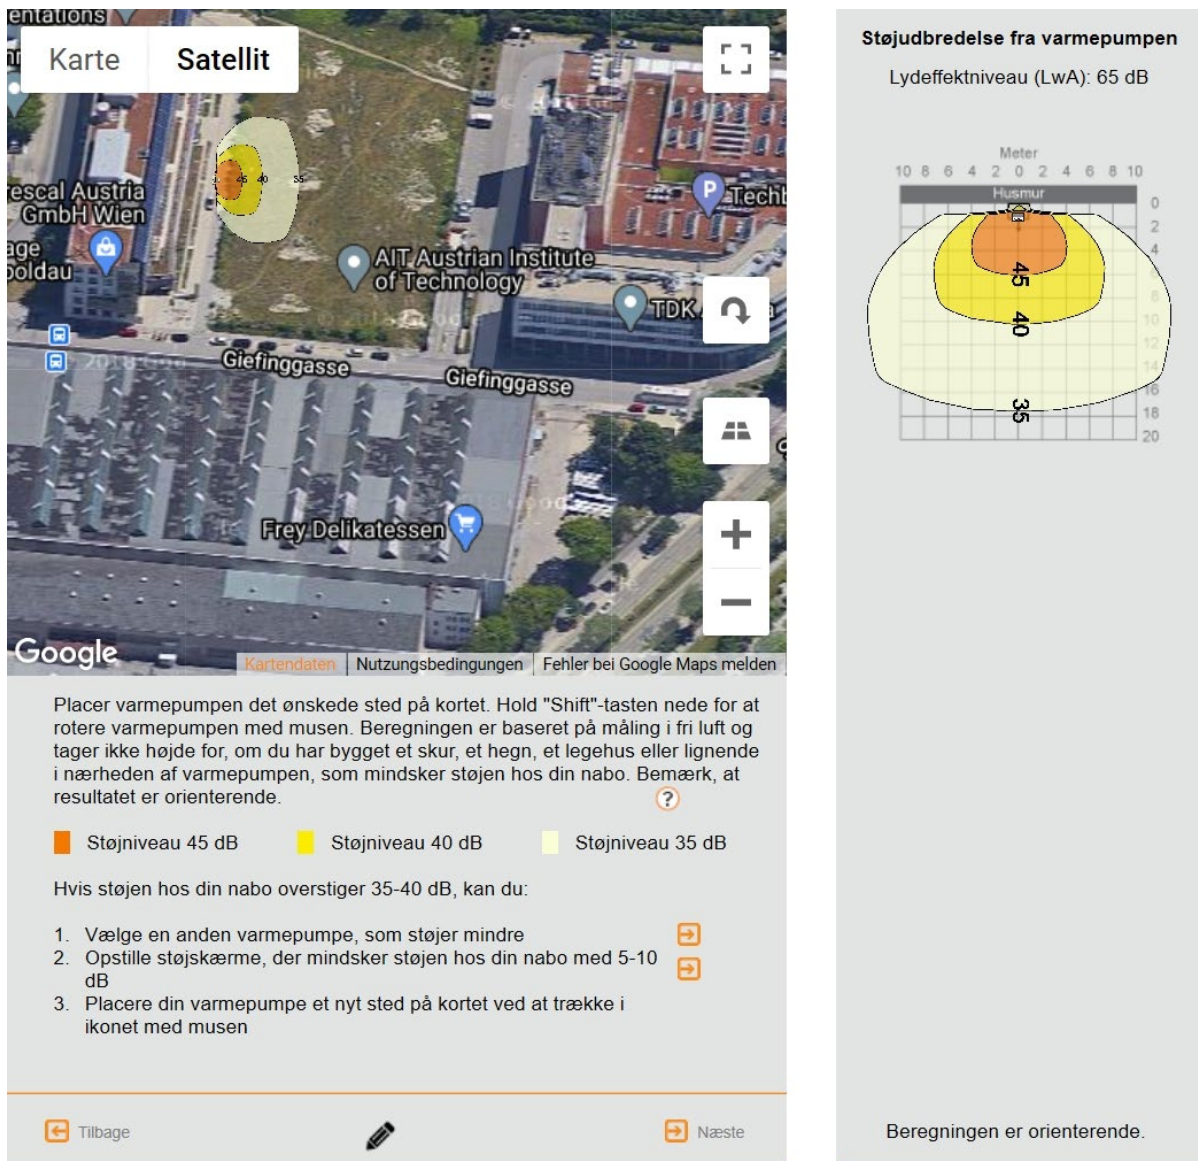 entations
Karte
Satellit
rescal Austria
GmbH Wien
age
oldau
45 40 35
P
Techb
AIT Austrian Institute
of Technology
TDK
Giefinggasse
Giefinggasse
Frey Delikatessen
Google
Kartendaten
Nutzungsbedingungen
Fehler bei Google Maps melden
Placer varmepumpen det ønskede sted på kortet. Hold "Shift"-tasten nede for at
rotere varmepumpen med musen. Beregningen er baseret på måling i fri luft og
tager ikke højde for, om du har bygget et skur, et hegn, et legehus eller lignende
i nærheden af varmepumpen, som mindsker støjen hos din nabo. Bemærk, at
resultatet er orienterende.
?
Støjniveau 45 dB
Støjniveau 40 dB
Støjniveau 35 dB
Hvis støjen hos din nabo overstiger 35-40 dB, kan du:
1. Vælge en anden varmepumpe, som støjer mindre
2. Opstille støjskærme, der mindsker støjen hos din nabo med 5-10
dB
3. Placere din varmepumpe et nyt sted på kortet ved at trække i
ikonet med musen
Tilbage
Næste
Støjudbredelse fra varmepumpen
Lydeffektniveau (LwA): 65 dB
Meter
10 8 6 4 2 0 2 4 6 8 10
Husmur
0
2
4
6
8
10
12
14
16
18
20
45
40
35
Beregningen er orienterende.